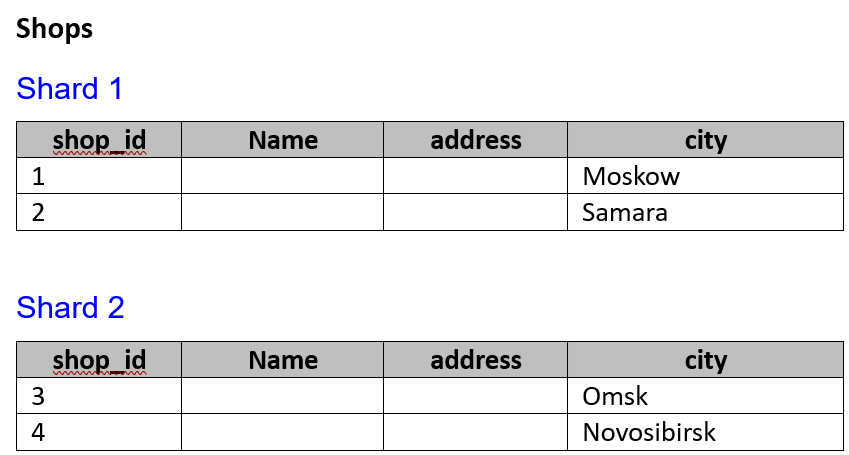 Shops
Shard 1
shop_id Name address city
1 Moskow
2 Samara
Shard 2
shop_id Name address city
3 Omsk
4 Novosibirsk